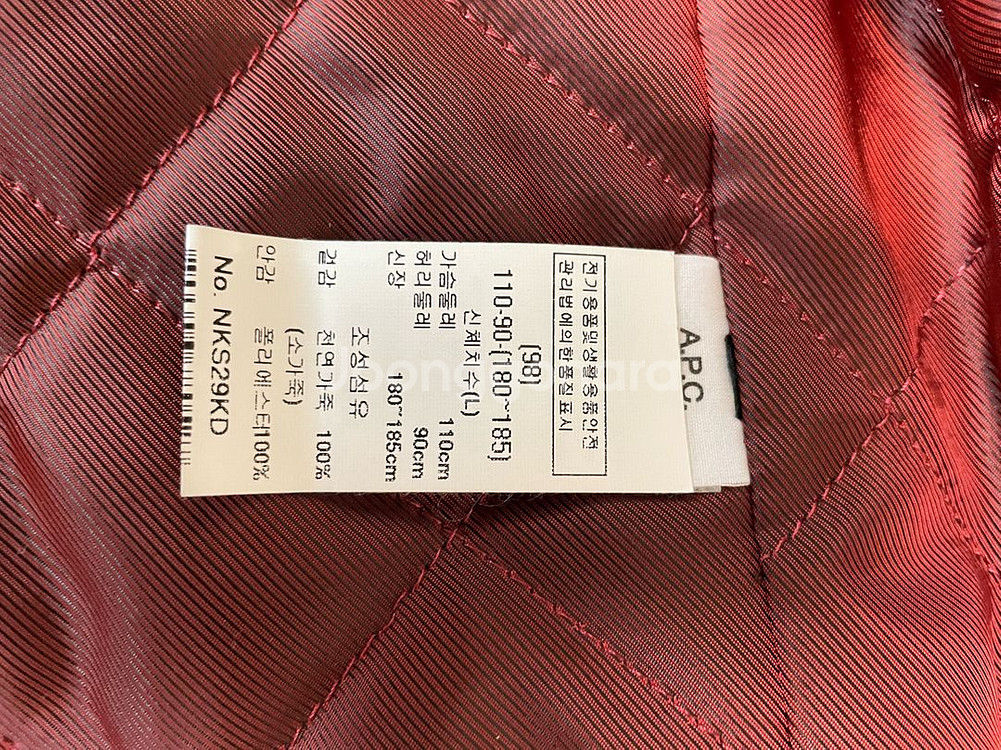 A.P.C.
전기용품및생활용품안전
관리법에의한품질표시
(98)
110-90-(180~185)
신체치수(L)
가슴둘레 110cm
허리둘레 90cm
신장 180~185cm
조성섬유
겉감 천연가죽 100%
(소가죽)
안감 폴리에스터100%
No. NKS29KD